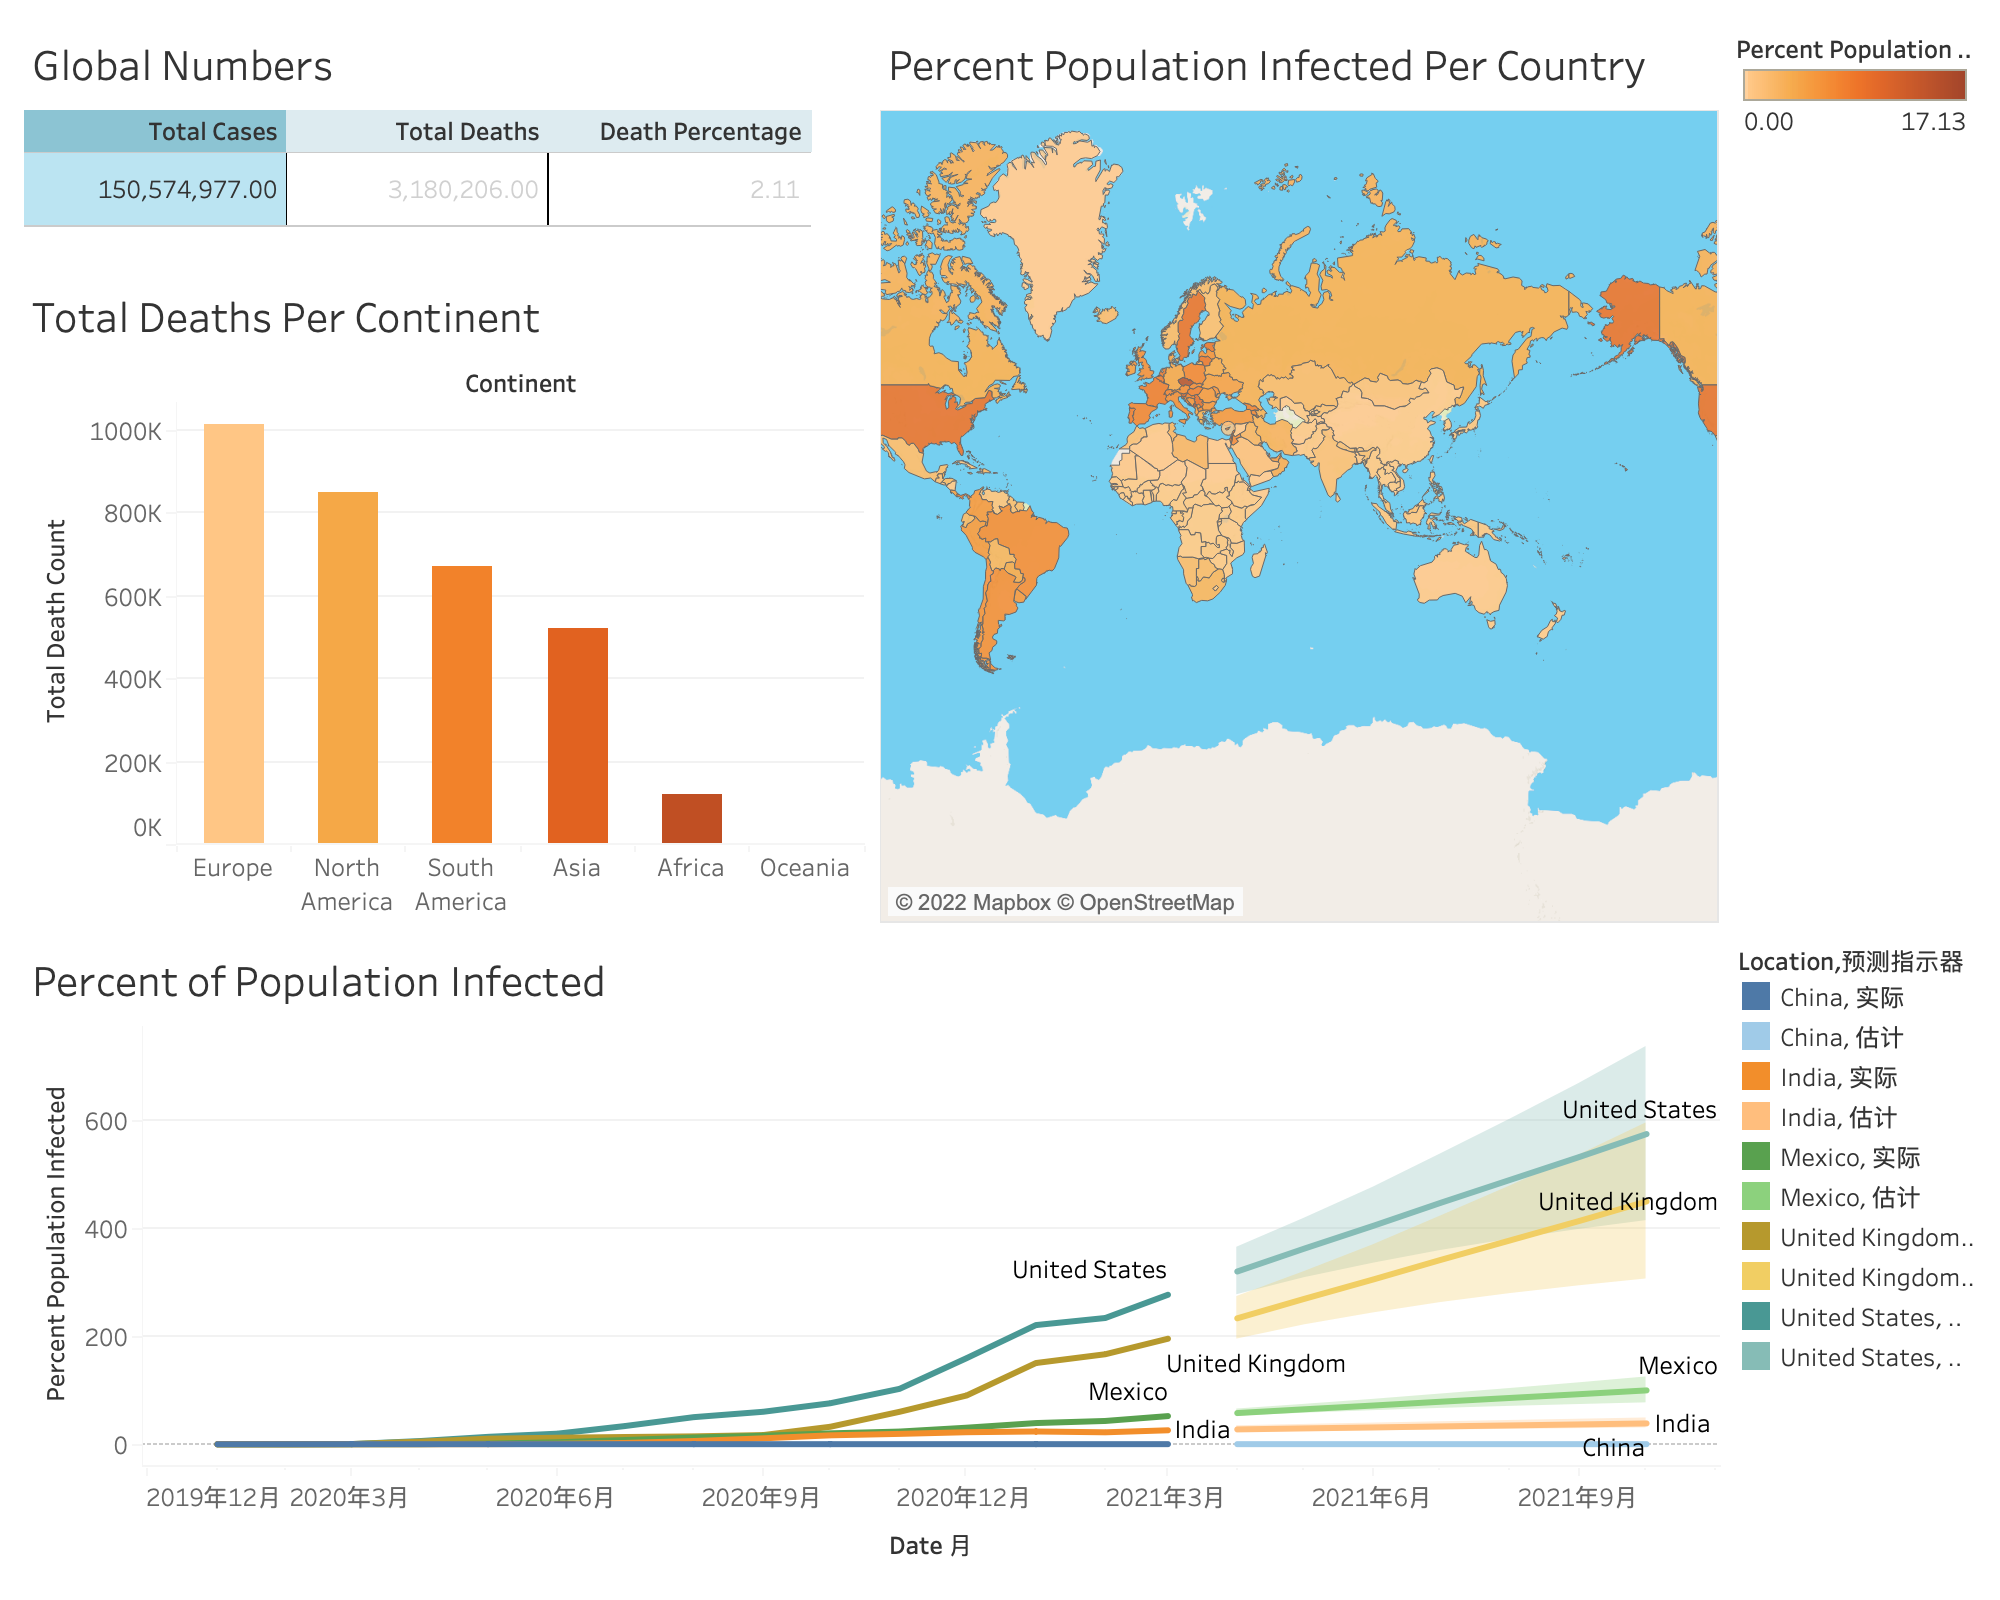 Global Numbers
Total Cases Total Deaths Death Percentage
150,574,977.00 3,180,206.00 2.11
Total Deaths Per Continent
Continent
Total Death Count
1000K
800K
600K
400K
200K
0K
Europe North America South America Asia Africa Oceania
Percent Population Infected Per Country
© 2022 Mapbox © OpenStreetMap
Percent Population ..
0.00 17.13
Percent of Population Infected
Percent Population Infected
600
400
200
0
United States
United Kingdom
Mexico
India
United States
United Kingdom
Mexico
India
China
2019年12月 2020年3月 2020年6月 2020年9月 2020年12月 2021年3月 2021年6月 2021年9月
Date 月
Location,预测指示器
China, 实际
China, 估计
India, 实际
India, 估计
Mexico, 实际
Mexico, 估计
United Kingdom..
United Kingdom..
United States, ..
United States, ..